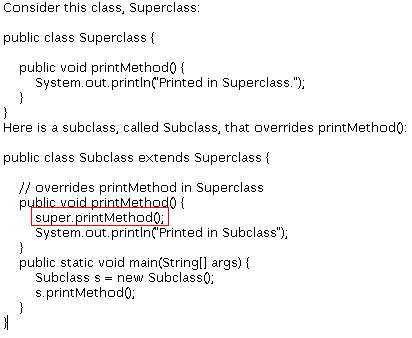 Consider this class, Superclass:
public class Superclass {
public void printMethod() {
System.out.println("Printed in Superclass.");
}
}
Here is a subclass, called Subclass, that overrides printMethod():
public class Subclass extends Superclass {
// overrides printMethod in Superclass
public void printMethod() {
super.printMethod();
System.out.println("Printed in Subclass");
}
public static void main(String[] args) {
Subclass s = new Subclass();
s.printMethod();
}
}